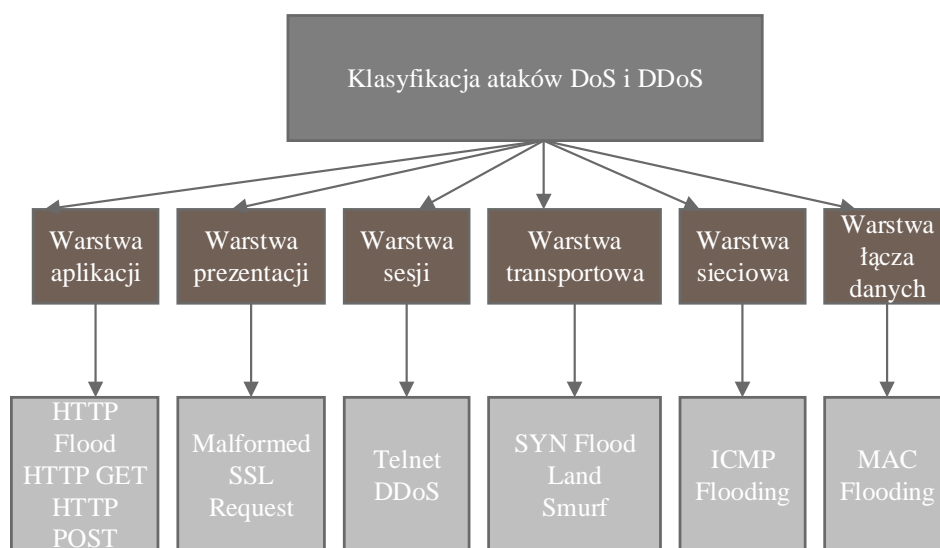 Klasyfikacja ataków DoS i DDoS
Warstwa
aplikacji
Warstwa
prezentacji
Warstwa
sesji
Warstwa
transportowa
Warstwa
sieciowa
Warstwa
łącza
danych
HTTP
Flood
HTTP GET
HTTP
POST
Malformed
SSL
Request
Telnet
DDoS
SYN Flood
Land
Smurf
ICMP
Flooding
MAC
Flooding